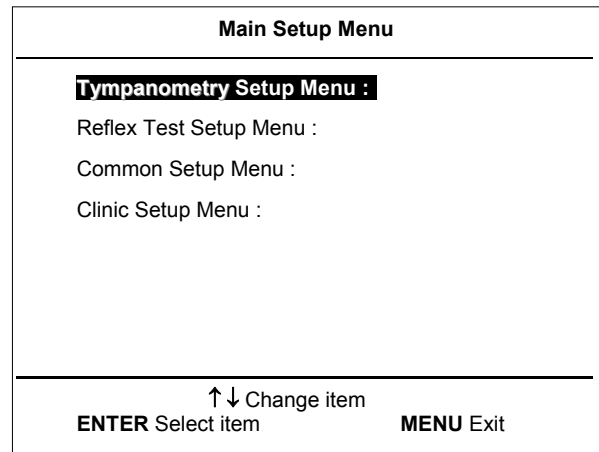 Main Setup Menu
Tympanometry Setup Menu :
Reflex Test Setup Menu :
Common Setup Menu :
Clinic Setup Menu :
↑↓ Change item
ENTER Select item MENU Exit